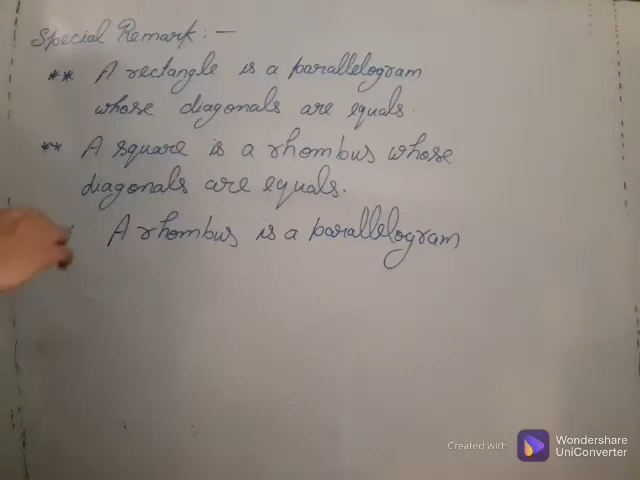 Special Remark :-
** A rectangle is a parallelogram
whose diagonals are equals.
** A square is a rhombus whose
diagonals are equals.
A rhombus is a parallelogram
Created with Wondershare
UniConverter